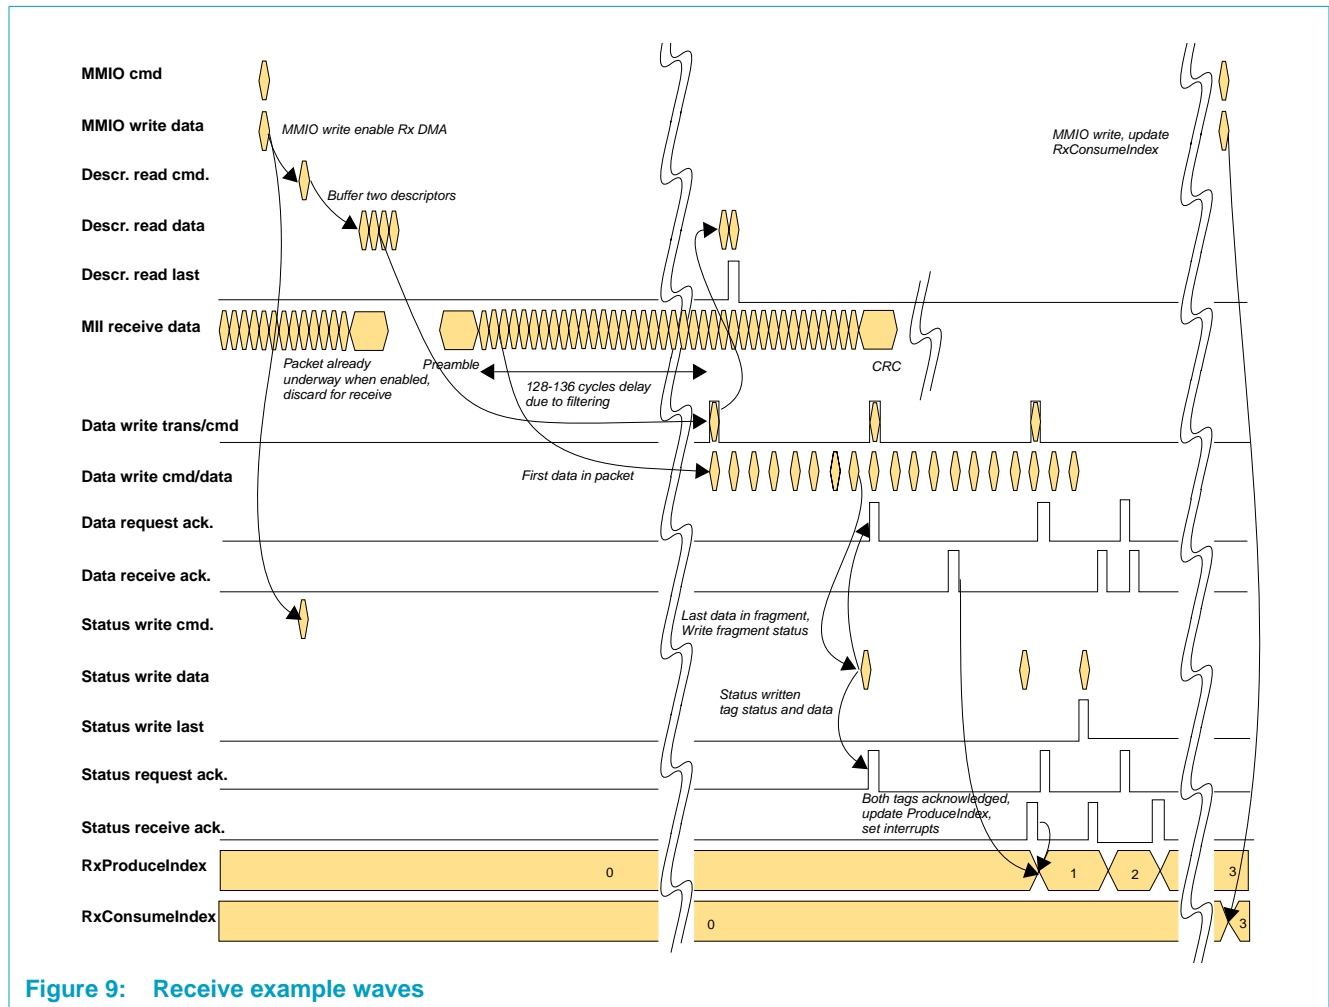 MMIO cmd
MMIO write data
MMIO write enable Rx DMA
MMIO write, update
RxConsumeIndex
Descr. read cmd.
Buffer two descriptors
Descr. read data
Descr. read last
MII receive data
Packet already
underway when enabled,
discard for receive
Preamble
128-136 cycles delay
due to filtering
CRC
Data write trans/cmd
Data write cmd/data
First data in packet
Data request ack.
Data receive ack.
Status write cmd.
Last data in fragment,
Write fragment status
Status write data
Status written
tag status and data
Status write last
Status request ack.
Both tags acknowledged,
update ProduceIndex,
set interrupts
Status receive ack.
RxProduceIndex
0
1
2
3
RxConsumeIndex
0
3
Figure 9: Receive example waves